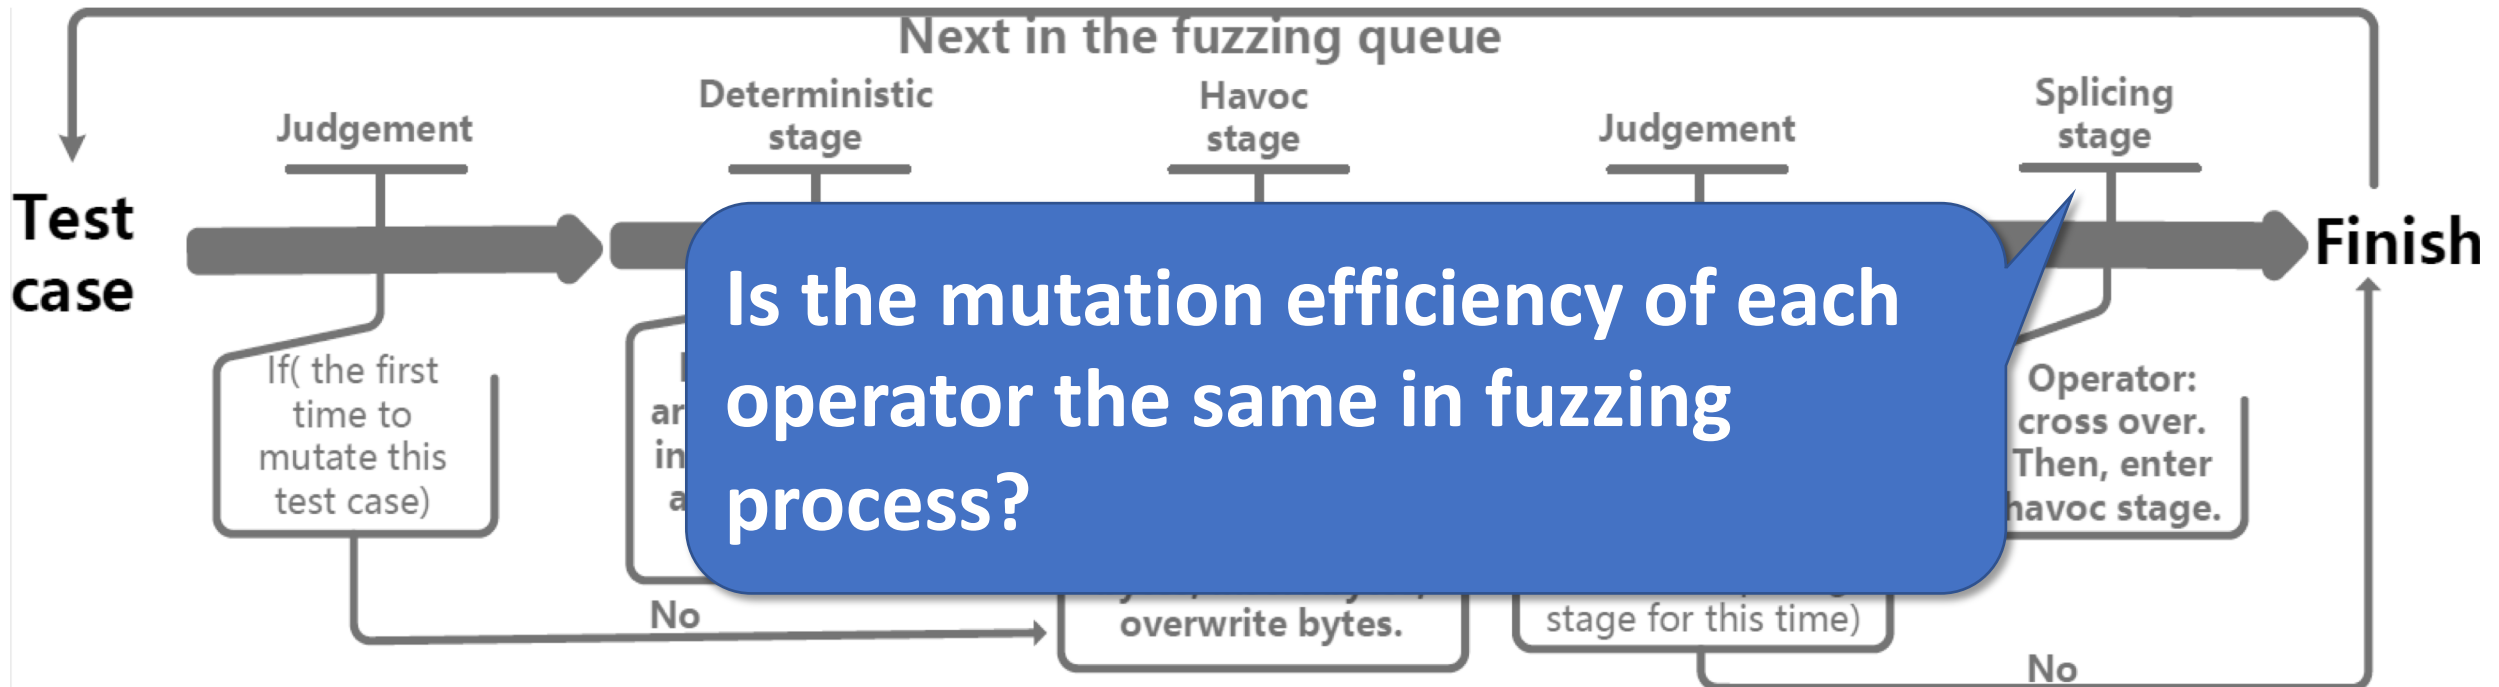 Next in the fuzzing queue
Judgement
Deterministic
stage
Havoc
stage
Judgement
Splicing
stage
Test
case
Finish
If( the first
time to
mutate this
test case)
Is the mutation efficiency of each
operator the same in fuzzing
process?
Operator:
cross over.
Then, enter
havoc stage.
No
overwrite bytes.
stage for this time)
No